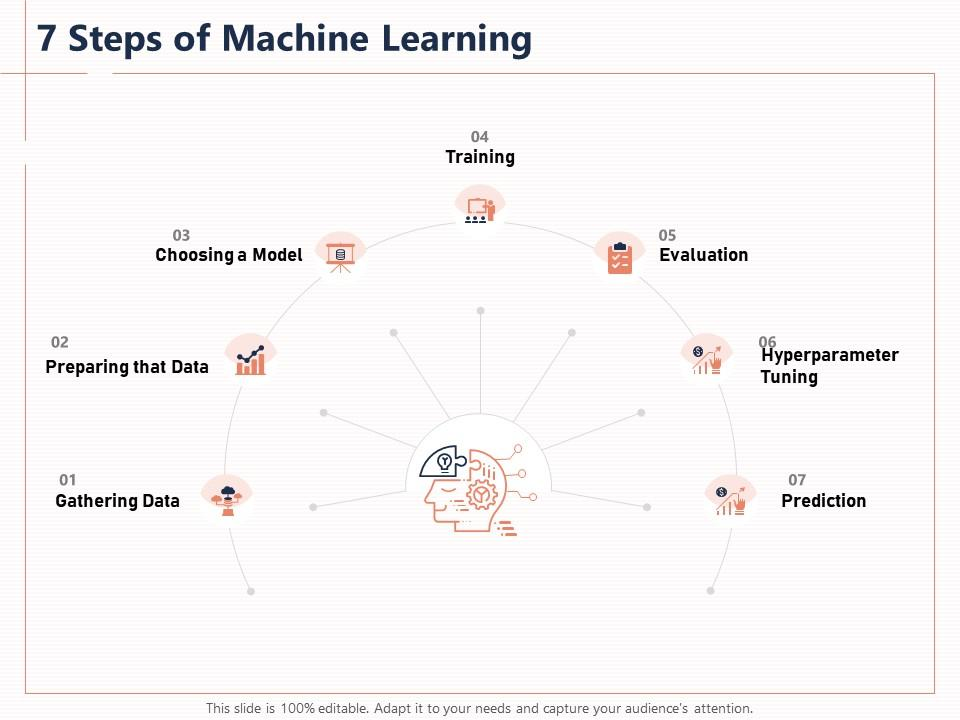 7 Steps of Machine Learning
01
Gathering Data
02
Preparing that Data
03
Choosing a Model
04
Training
05
Evaluation
06
Hyperparameter
Tuning
07
Prediction
This slide is 100% editable. Adapt it to your needs and capture your audience's attention.